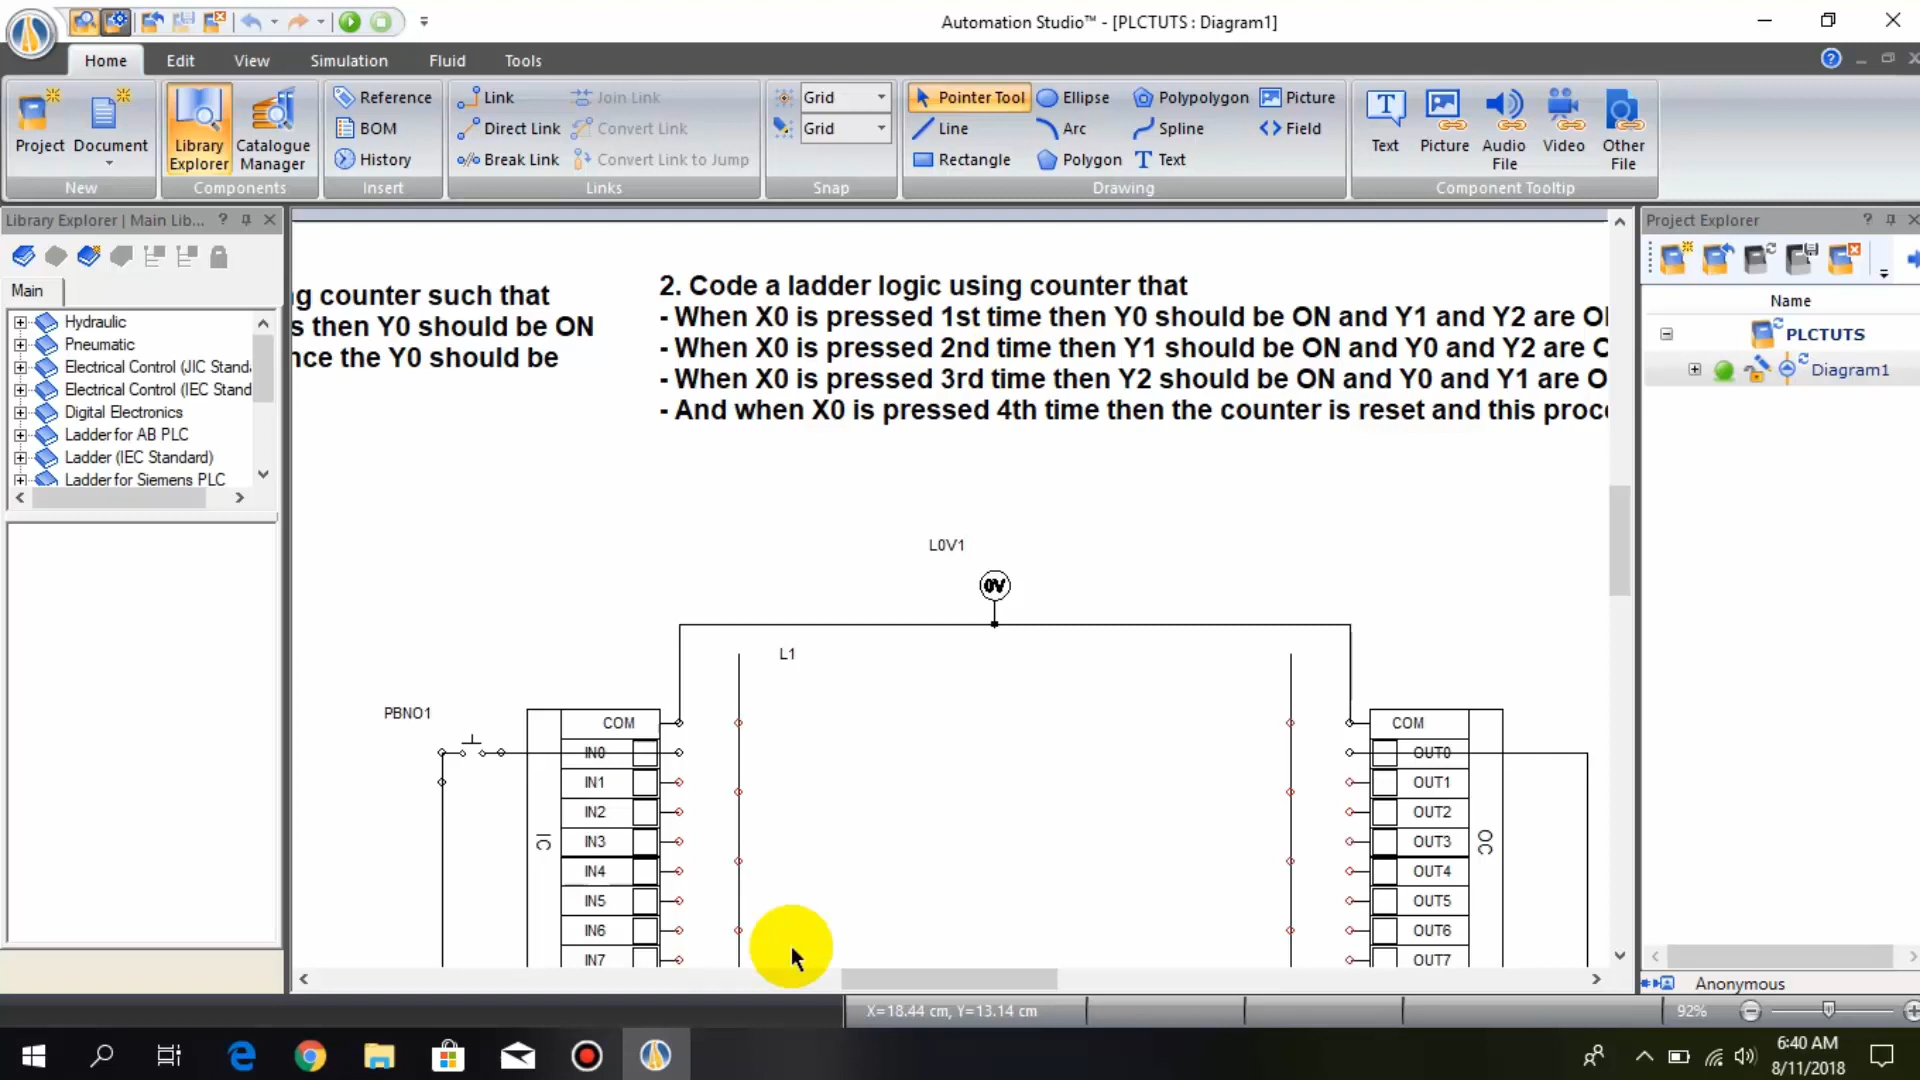 Automation Studio™ - [PLCTUTS : Diagram1]
Home Edit View Simulation Fluid Tools
Project Document Library Explorer Catalogue Manager
Reference
BOM
History
Link Join Link
Direct Link Convert Link
Break Link Convert Link to Jump
Grid
Grid
Pointer Tool Ellipse Polypolygon Picture
Line Arc Spline Field
Rectangle Polygon Text
Text Picture Audio File Video Other File
New Components Insert Links Snap Drawing Component Tooltip
Library Explorer | Main Lib...
Main
Hydraulic
Pneumatic
Electrical Control (JIC Stand
Electrical Control (IEC Stand
Digital Electronics
Ladder for AB PLC
Ladder (IEC Standard)
Ladder for Siemens PLC
g counter such that
s then Y0 should be ON
nce the Y0 should be
2. Code a ladder logic using counter that
- When X0 is pressed 1st time then Y0 should be ON and Y1 and Y2 are O
- When X0 is pressed 2nd time then Y1 should be ON and Y0 and Y2 are O
- When X0 is pressed 3rd time then Y2 should be ON and Y0 and Y1 are O
- And when X0 is pressed 4th time then the counter is reset and this proc
L0V1
0V
L1
PBNO1
IC
COM
IN0
IN1
IN2
IN3
IN4
IN5
IN6
IN7
COM
OUT0
OUT1
OUT2
OUT3
OUT4
OUT5
OUT6
OUT7
OC
Project Explorer
Name
PLCTUTS
Diagram1
Anonymous
X=18.44 cm, Y=13.14 cm
92%
6:40 AM
8/11/2018